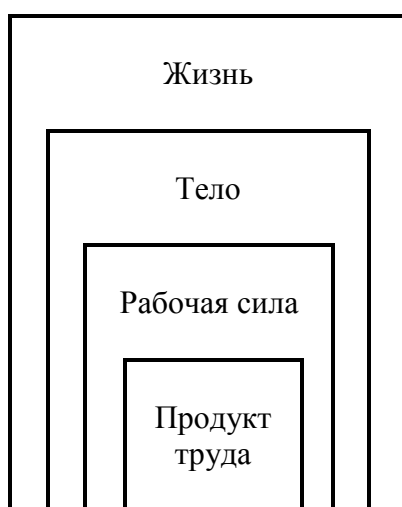 Жизнь
Тело
Рабочая сила
Продукт
труда